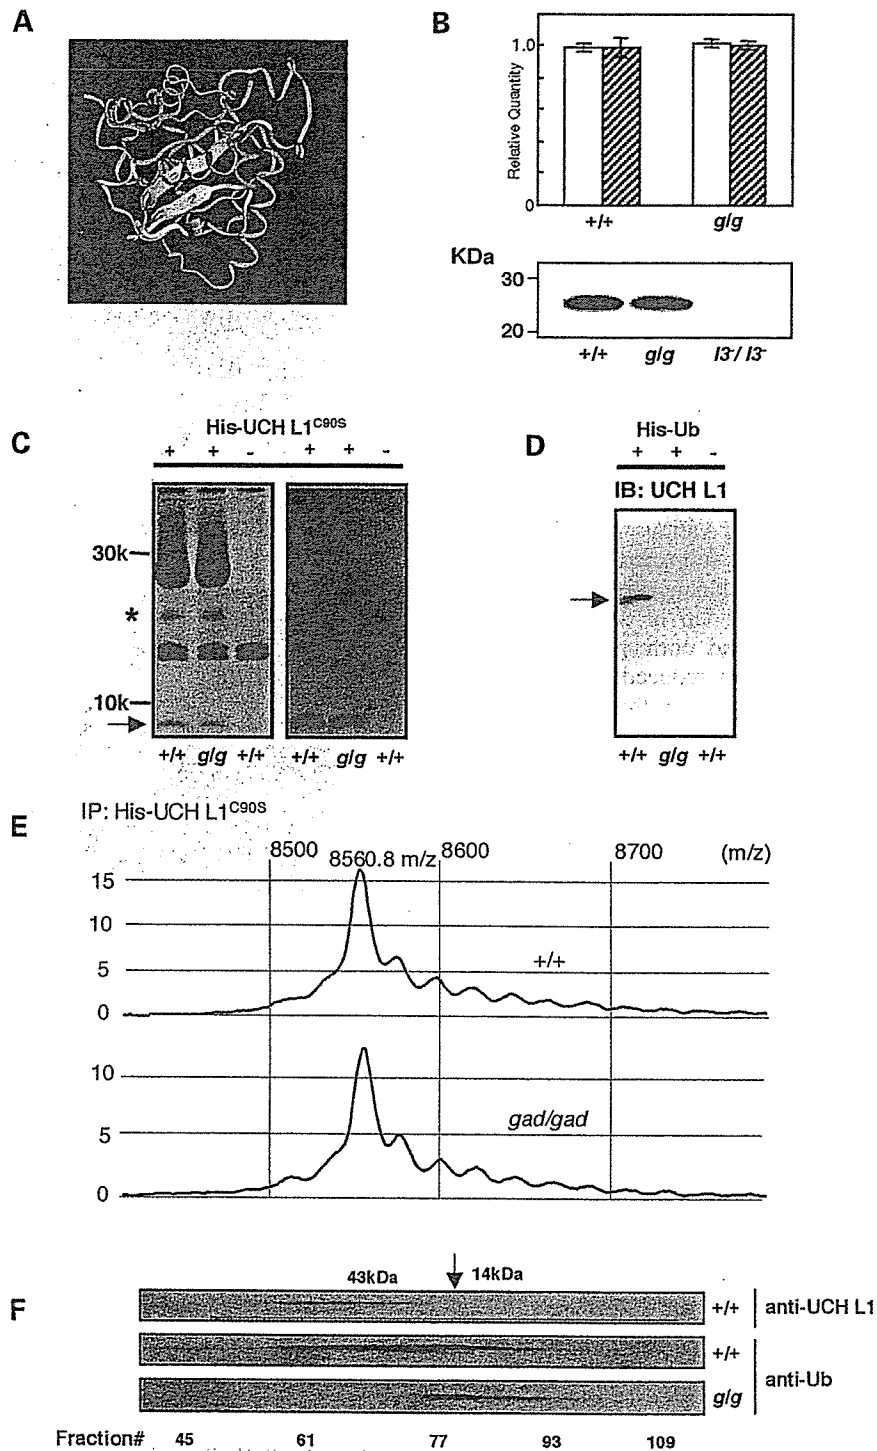 A
B
Relative Quantity
1.0
0
+/+ g/g
KDa
30
20
+/+ g/g l3-/ l3-
C
His-UCH L1C90S
+ + - + + -
30k
*
10k
+/+ g/g +/+ +/+ g/g +/+
D
His-Ub
+ + -
IB: UCH L1
+/+ g/g +/+
E
IP: His-UCH L1C90S
8500 8560.8 m/z 8600 8700 (m/z)
15
10
5
0
+/+
10
5
0
gad/gad
F
43kDa 14kDa
+/+ anti-UCH L1
+/+
anti-Ub
g/g
Fraction# 45 61 77 93 109